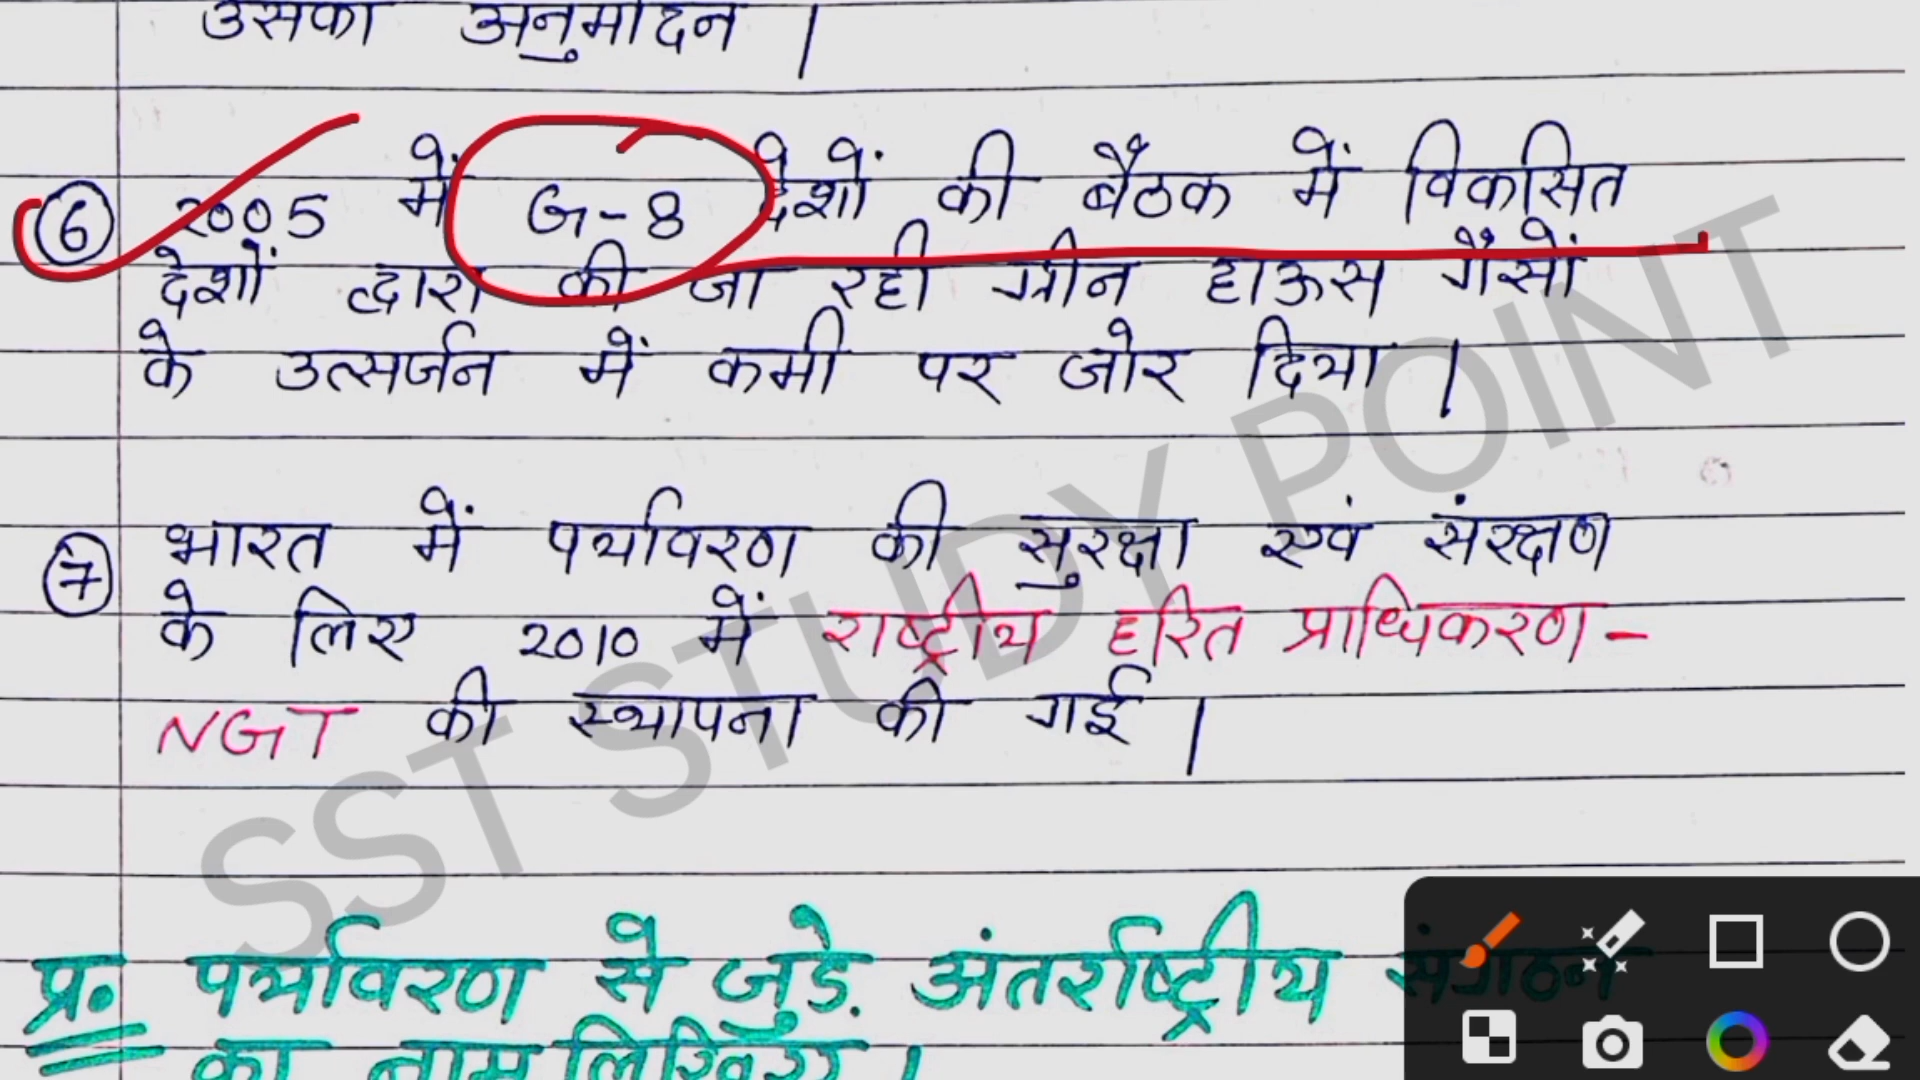 उसका अनुमोदन |
⑥ 2005 में G-8 देशों की बैठक में विकसित
देशों द्वारा की जा रही ग्रीन हाऊस गैसों
के उत्सर्जन में कमी पर जोर दिया |
⑦ भारत में पर्यावरण की सुरक्षा एवं संरक्षण
के लिए 2010 में राष्ट्रीय हरित प्राधिकरण -
NGT की स्थापना की गई |
SST STUDY POINT
प्र. पर्यावरण से जुड़े अंतर्राष्ट्रीय संगठन
का नाम लिखिए |